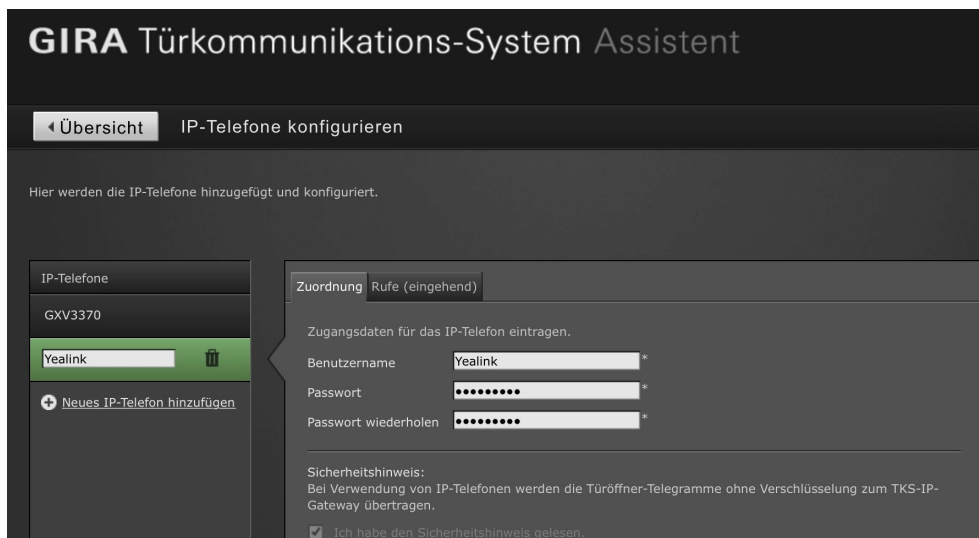 GIRA Türkommunikations-System Assistent
Übersicht
IP-Telefone konfigurieren
Hier werden die IP-Telefone hinzugefügt und konfiguriert.
IP-Telefone
GXV3370
Yealink
Neues IP-Telefon hinzufügen
Zuordnung
Rufe (eingehend)
Zugangsdaten für das IP-Telefon eintragen.
Benutzername Yealink *
Passwort ••••••••• *
Passwort wiederholen ••••••••• *
Sicherheitshinweis:
Bei Verwendung von IP-Telefonen werden die Türöffner-Telegramme ohne Verschlüsselung zum TKS-IP-
Gateway übertragen.
Ich habe den Sicherheitshinweis gelesen.